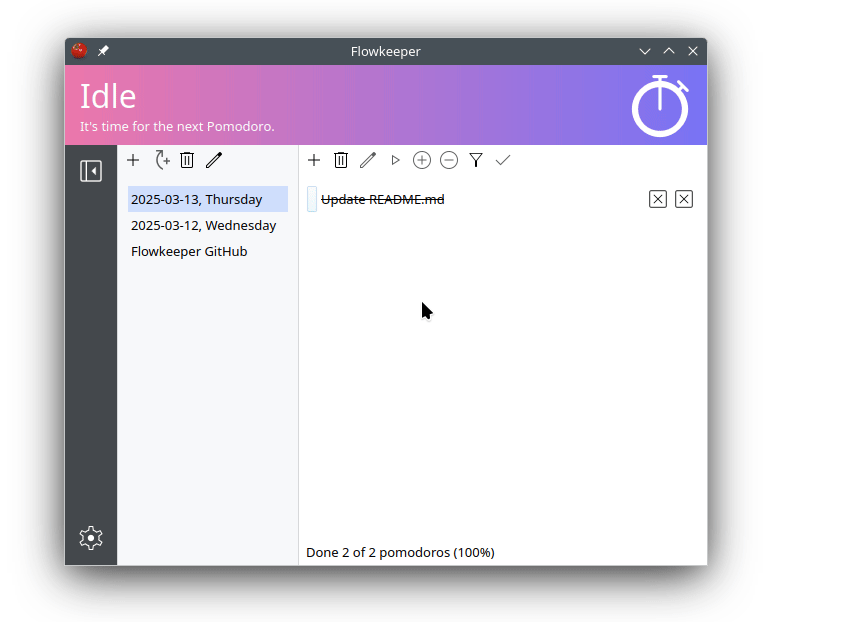 Flowkeeper
Idle
It's time for the next Pomodoro.
2025-03-13, Thursday
2025-03-12, Wednesday
Flowkeeper GitHub
Update README.md
Done 2 of 2 pomodoros (100%)